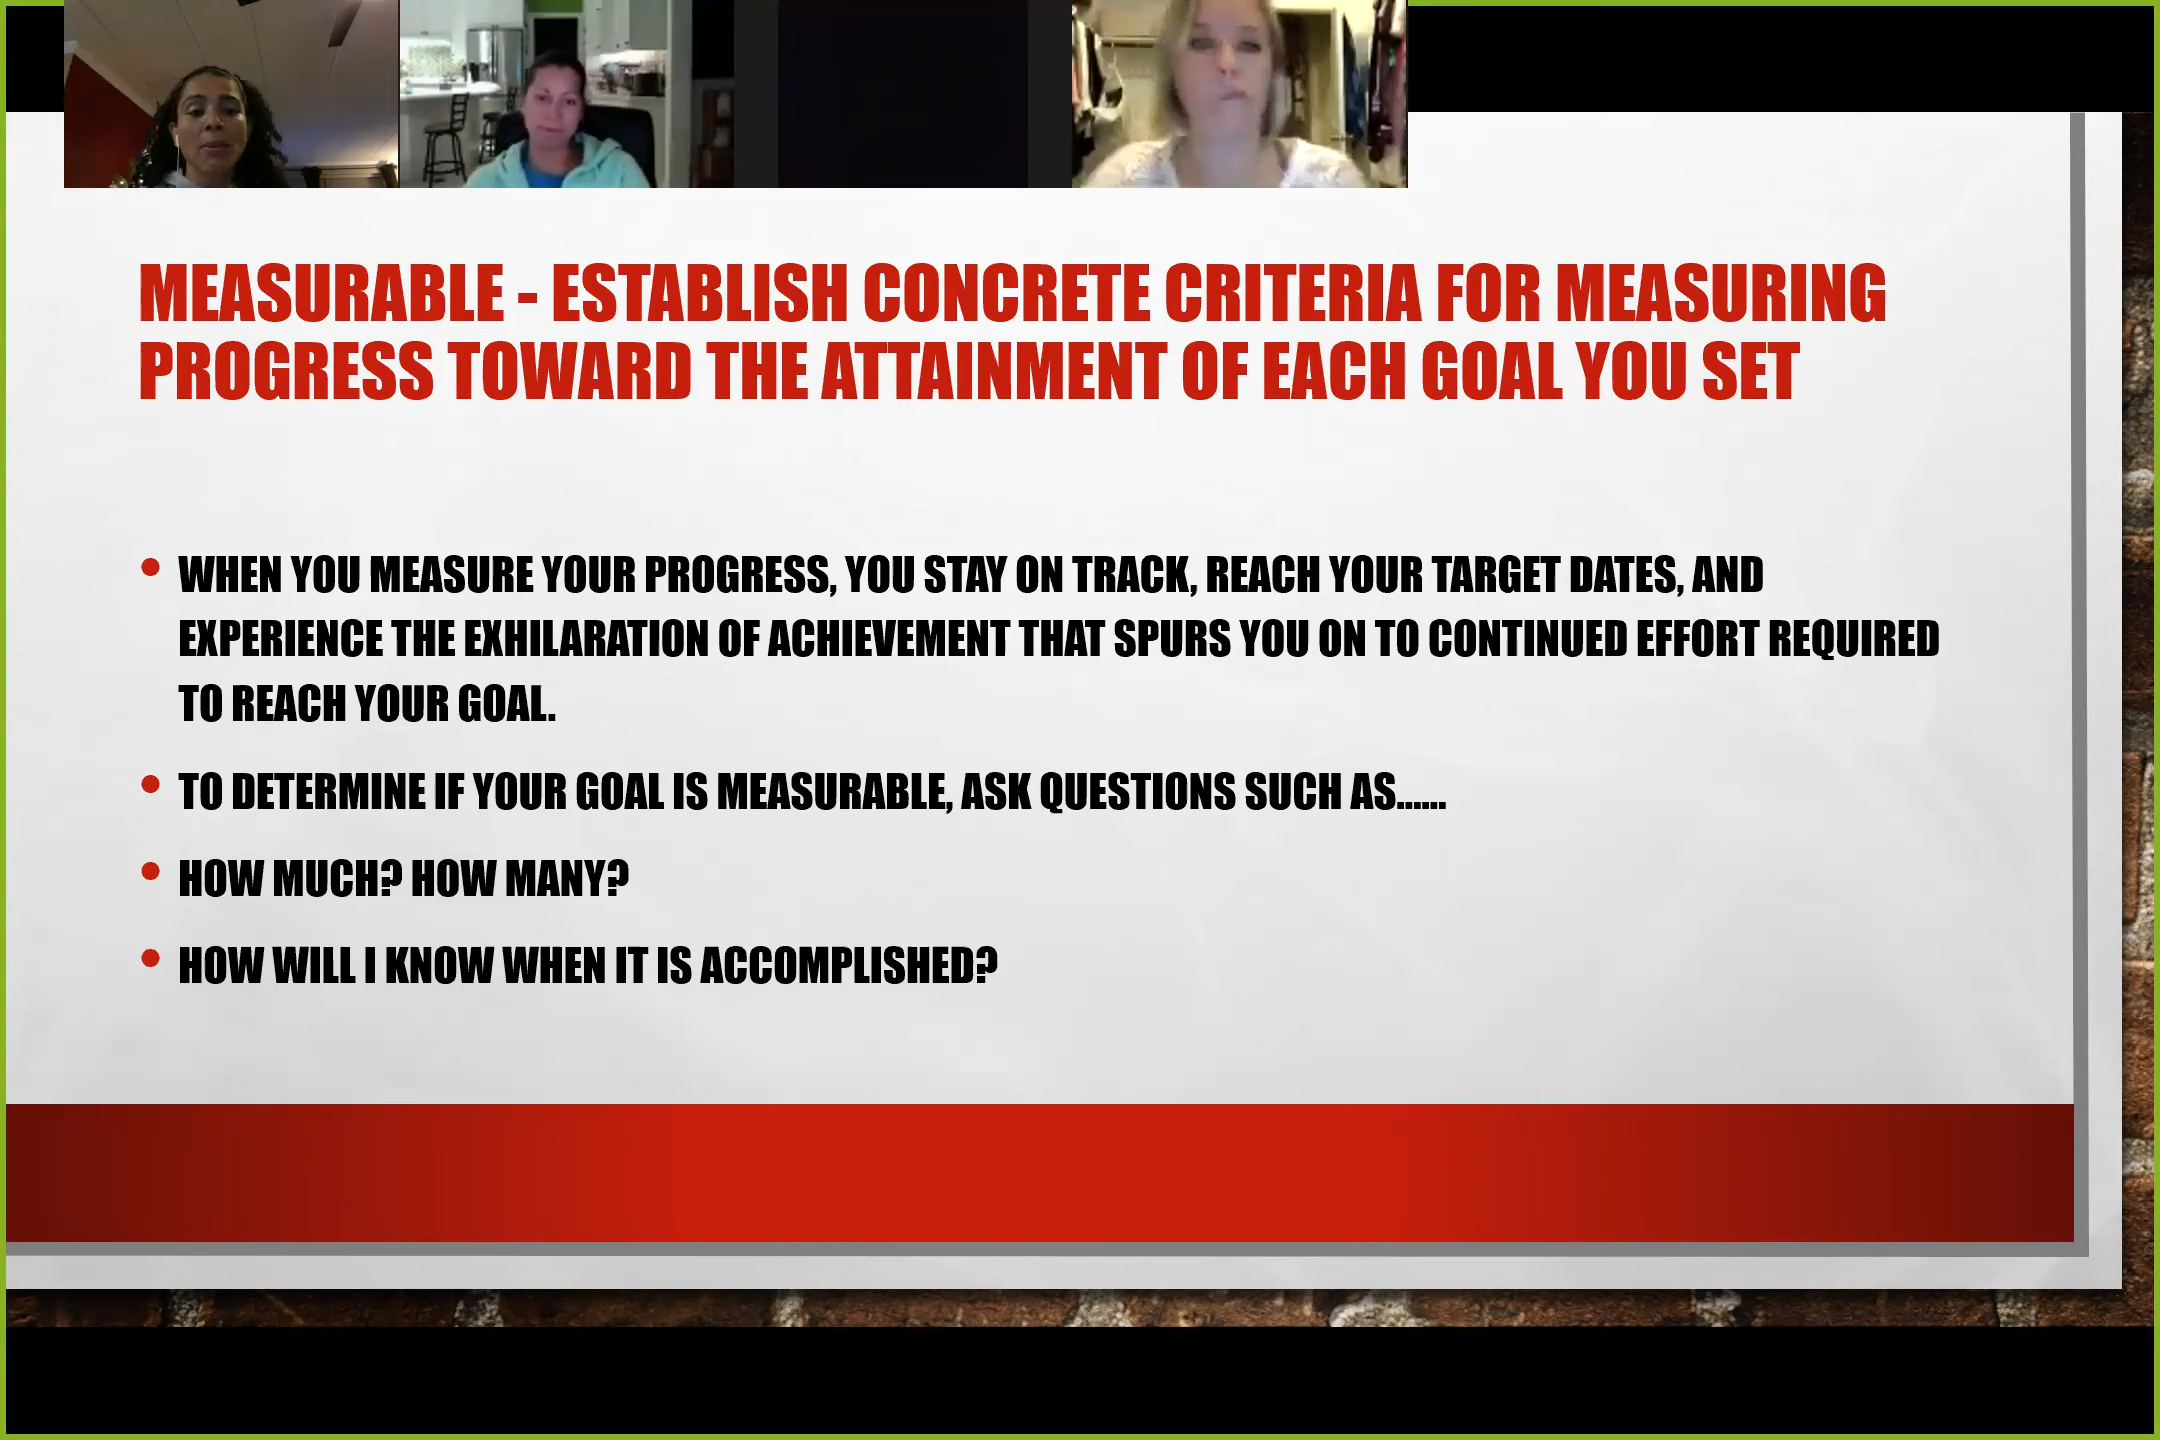 MEASURABLE - ESTABLISH CONCRETE CRITERIA FOR MEASURING
PROGRESS TOWARD THE ATTAINMENT OF EACH GOAL YOU SET
• WHEN YOU MEASURE YOUR PROGRESS, YOU STAY ON TRACK, REACH YOUR TARGET DATES, AND
EXPERIENCE THE EXHILARATION OF ACHIEVEMENT THAT SPURS YOU ON TO CONTINUED EFFORT REQUIRED
TO REACH YOUR GOAL.
• TO DETERMINE IF YOUR GOAL IS MEASURABLE, ASK QUESTIONS SUCH AS......
• HOW MUCH? HOW MANY?
• HOW WILL I KNOW WHEN IT IS ACCOMPLISHED?